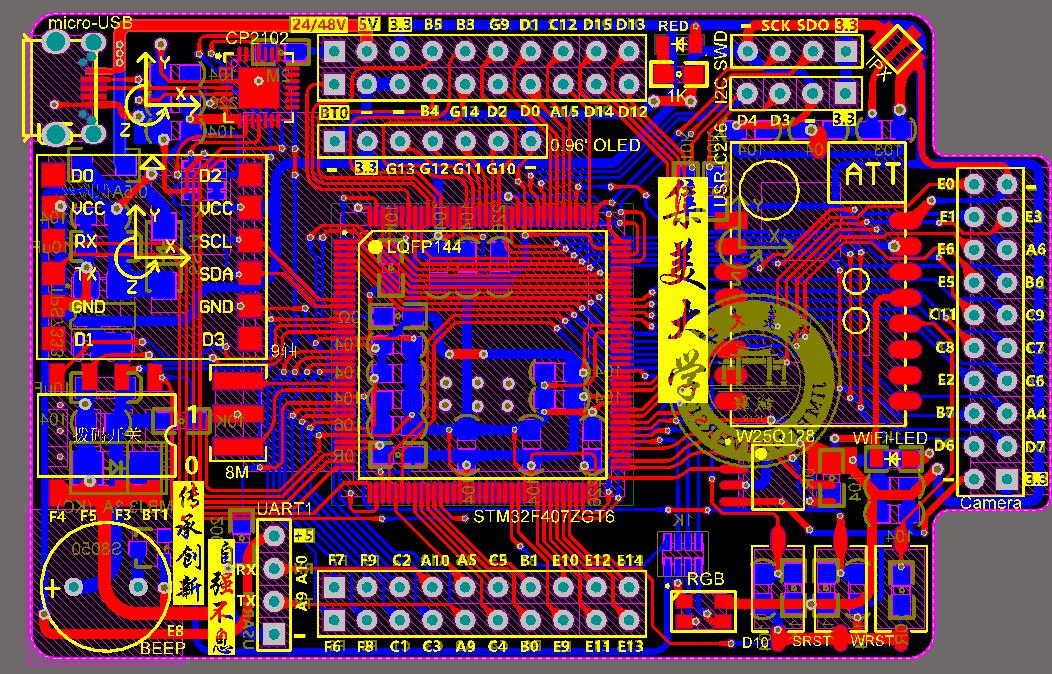 micro-USB
24/48V 5V 3.3 B5 B3 G9 D1 C12 D15 D13
RED
- SCK SDO 3.3
CP2102
I2C SWD
IPX
1K
BT0 - - B4 G14 D2 D0 A15 D14 D12
D4 D3 - 3.3
0.96' OLED
- 3.3 G13 G12 G11 G10 -
USR-C216
ATT
Y
X
Z
D0 D2
VCC VCC
RX SCL
TX SDA
GND GND
D1 D3
Y
X
Z
LQFP144
集美大学
E0 -
E1 E3
E6 A6
E5 B6
C11 C9
C8 C7
E2 C6
B7 A4
D6 D7
- 3.3
Camera
拨码开关
1
0
8M
W25Q128
WiFi-LED
STM32F407ZGT6
传承创新
自强不息
F4 F5 F3 BT1
UART1
+5
RX A10
TX A9
-
F7 F9 C2 A10 A5 C5 B1 E10 E12 E14
F6 F8 C1 C3 A9 C4 B0 E9 E11 E13
RGB
+
E8
BEEP
D10 SRST WRST